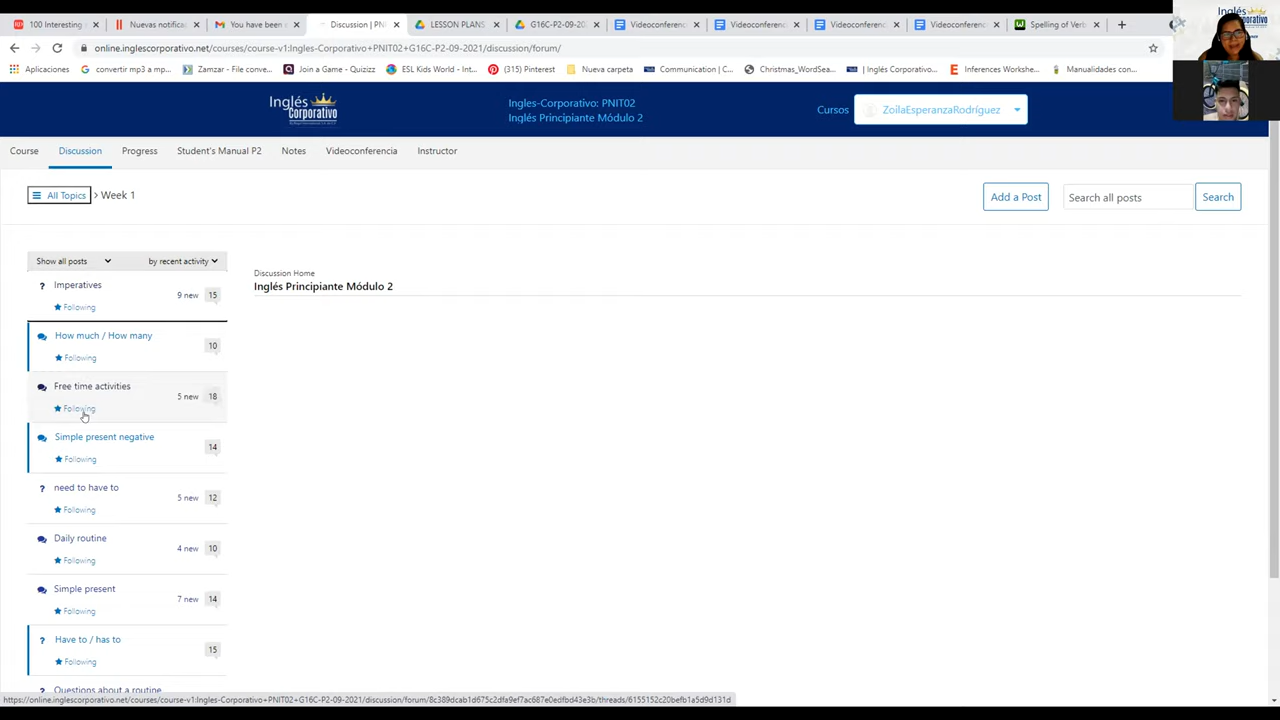 100 Interesting
Nuevas notific
You have been
Discussion | PN
LESSON PLANS
G16C-P2-09-20
Videoconferenc
Videoconferenc
Videoconferenc
Videoconferenc
Spelling of Verb
online.inglescorporativo.net/courses/course-v1:Ingles-Corporativo+PNIT02+G16C-P2-09-2021/discussion/forum/
Aplicaciones
convertir mp3 a mp...
Zamzar - File conve...
Join a Game - Quizizz
ESL Kids World - Int...
(315) Pinterest
Nueva carpeta
Communication | C...
Christmas_WordSea...
| Inglés Corporativo...
Inferences Workshe...
Manualidades con...
Inglés
Corporativo
Ingles-Corporativo: PNIT02
Inglés Principiante Módulo 2
Cursos
ZoilaEsperanzaRodríguez
Course
Discussion
Progress
Student's Manual P2
Notes
Videoconferencia
Instructor
All Topics > Week 1
Add a Post
Search all posts
Search
Show all posts
by recent activity
Discussion Home
Inglés Principiante Módulo 2
Imperatives
9 new 15
Following
How much / How many
10
Following
Free time activities
5 new 18
Following
Simple present negative
14
Following
need to have to
5 new 12
Following
Daily routine
4 new 10
Following
Simple present
7 new 14
Following
Have to / has to
15
Following
Questions about a routine